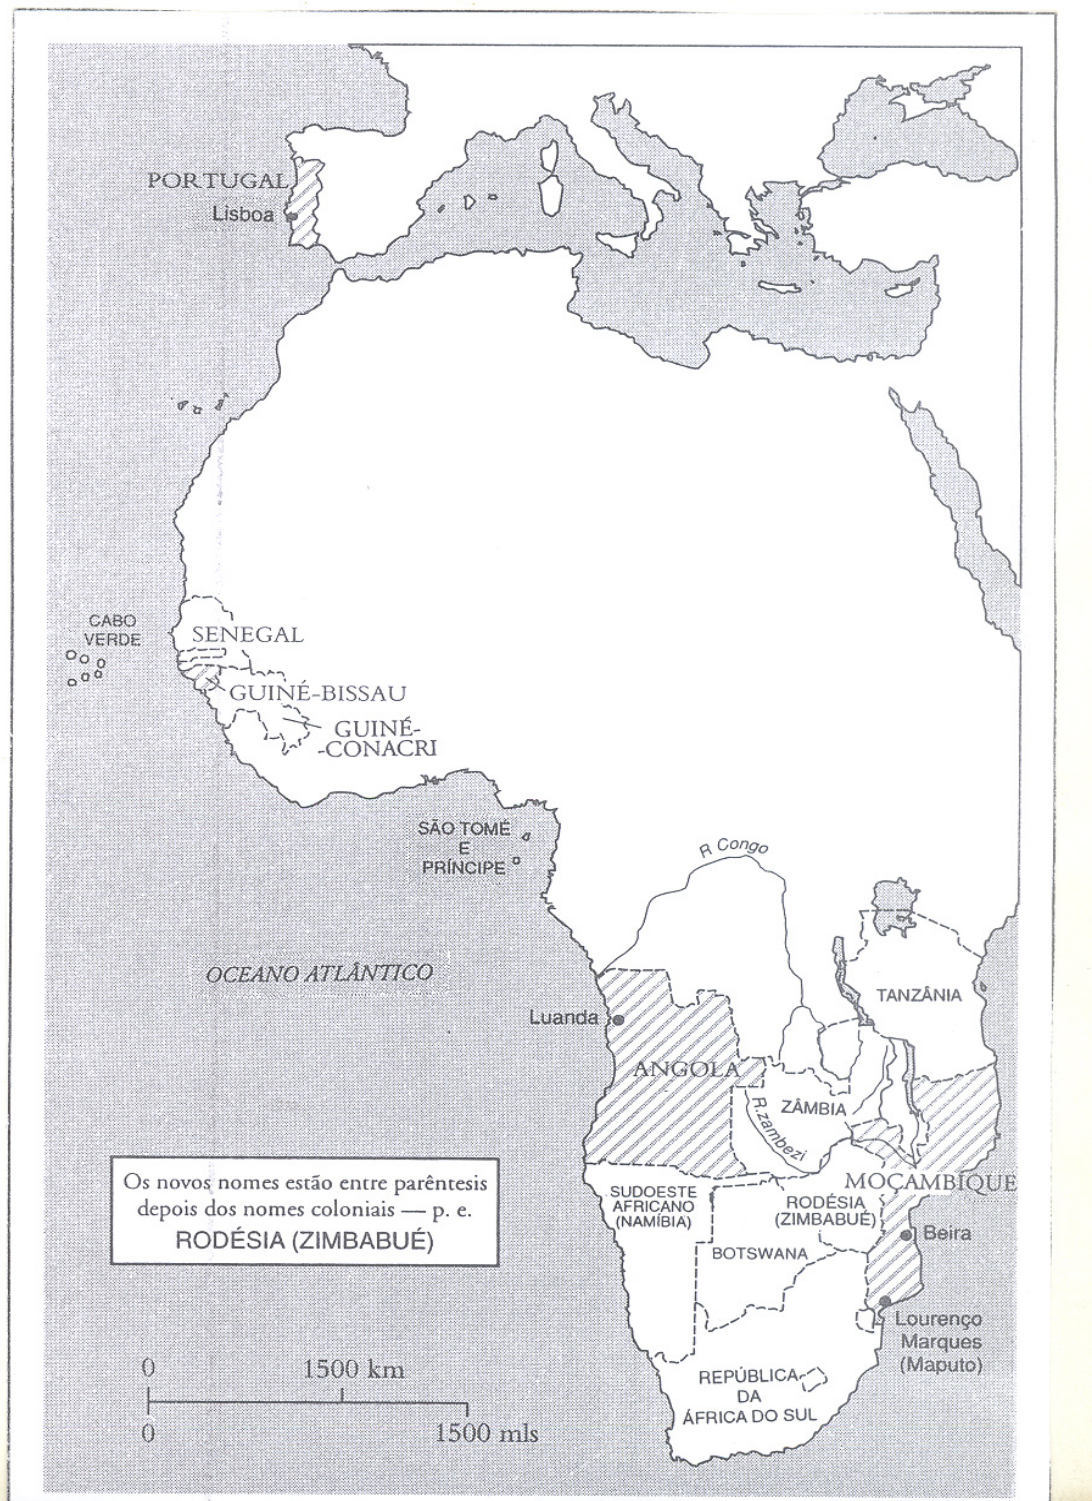 PORTUGAL
Lisboa
CABO
VERDE
SENEGAL
GUINÉ-BISSAU
GUINÉ-
-CONACRI
SÃO TOMÉ
E
PRÍNCIPE
R Congo
OCEANO ATLÂNTICO
TANZÂNIA
Luanda
ANGOLA
ZÂMBIA
R.zambezi
MOÇAMBIQUE
SUDOESTE
AFRICANO
(NAMÍBIA)
RODÉSIA
(ZIMBABUÉ)
BOTSWANA
Beira
Lourenço
Marques
(Maputo)
REPÚBLICA
DA
ÁFRICA DO SUL
Os novos nomes estão entre parêntesis
depois dos nomes coloniais — p. e.
RODÉSIA (ZIMBABUÉ)
0 1500 km
0 1500 mls